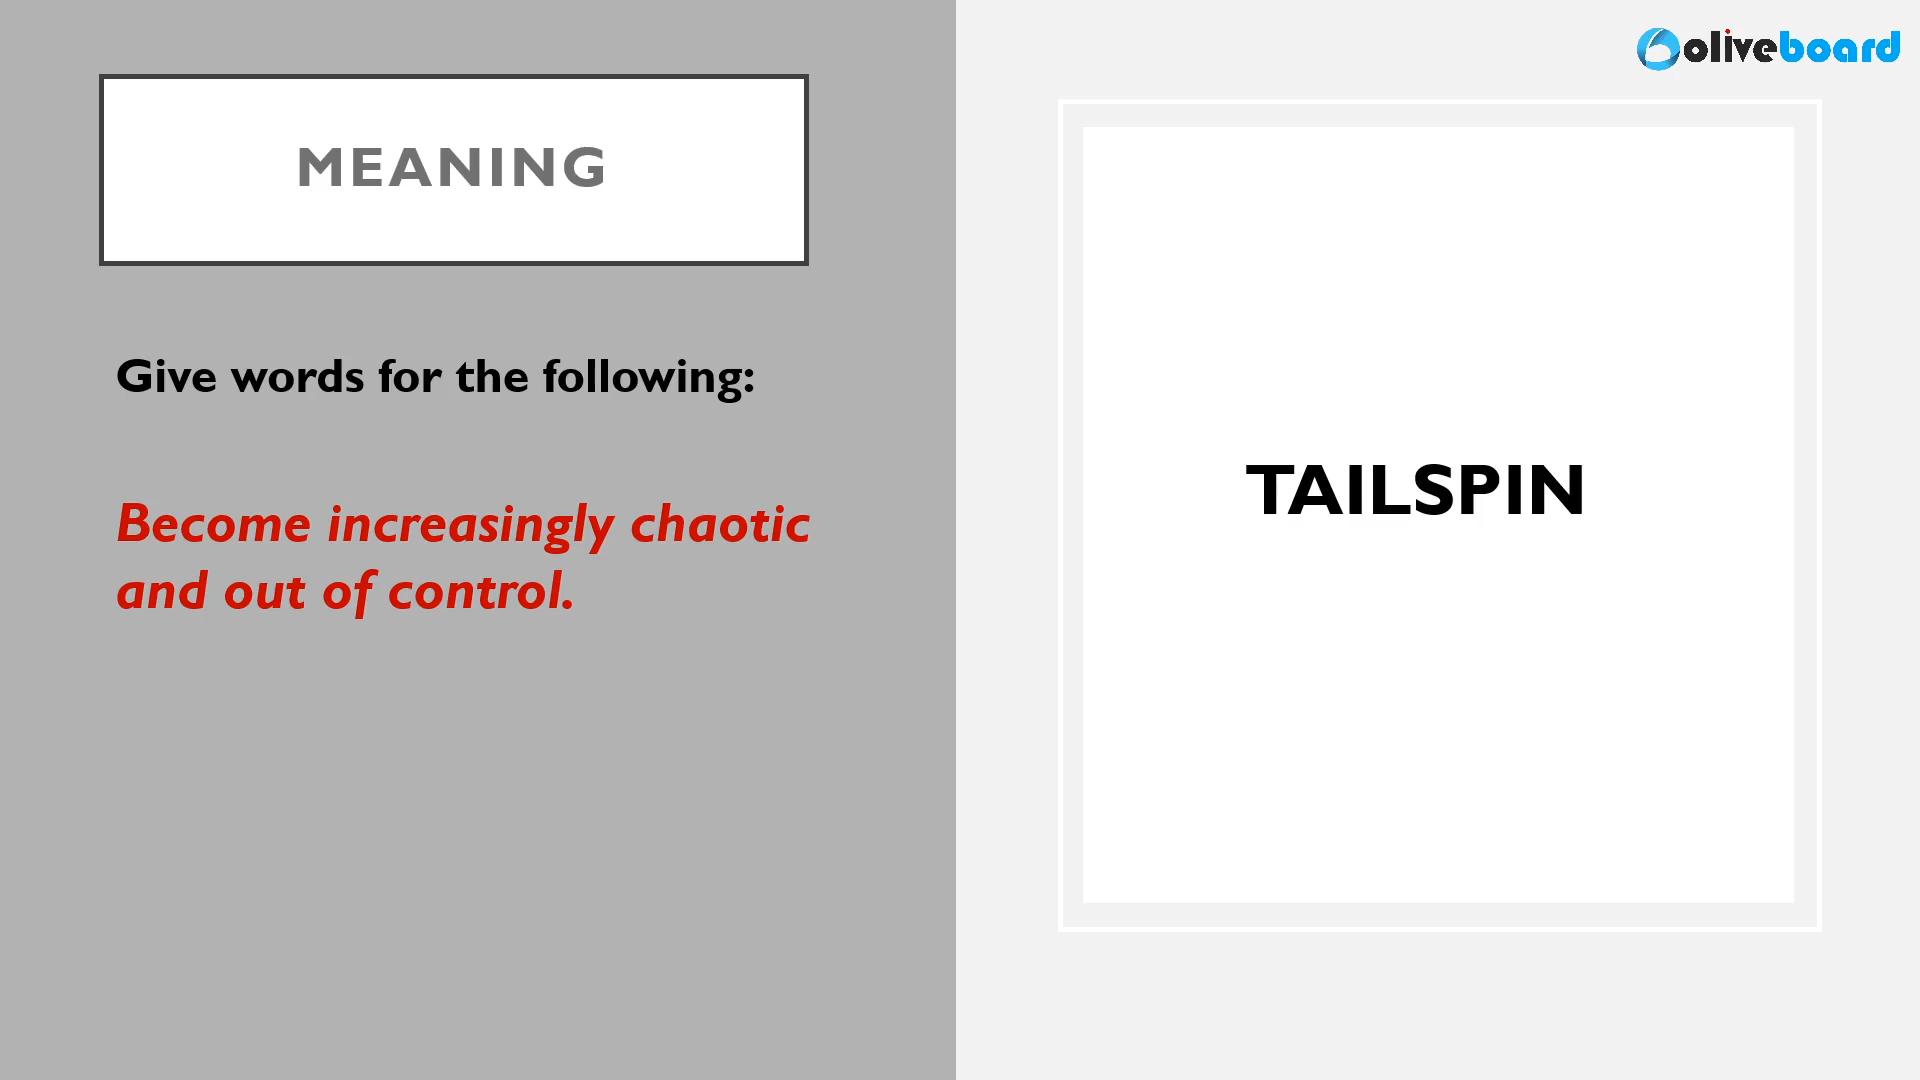 oliveboard
MEANING
Give words for the following:
Become increasingly chaotic
and out of control.
TAILSPIN